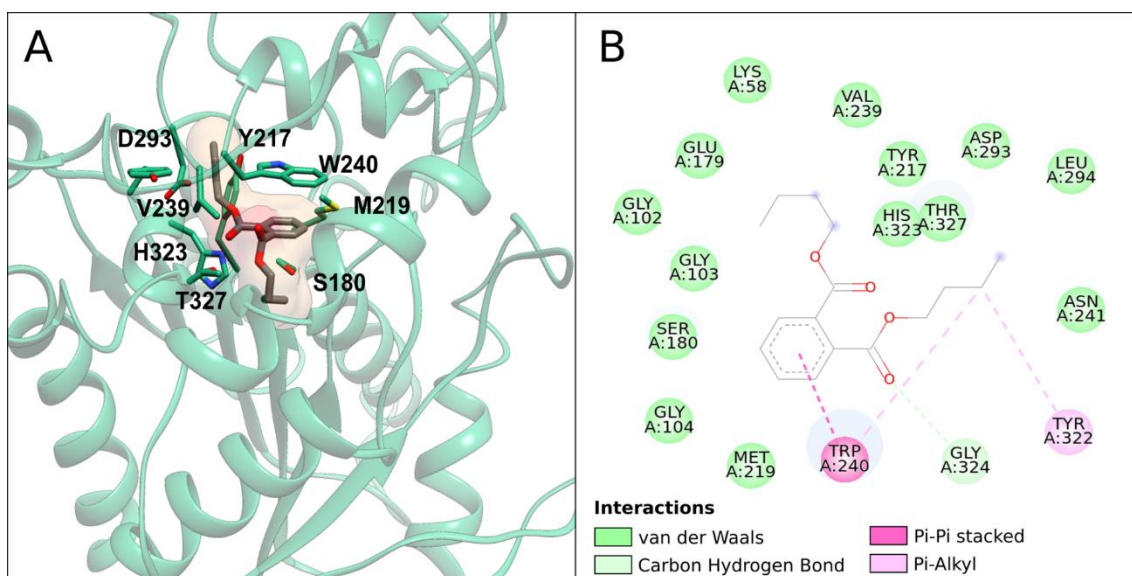 A
D293
Y217
W240
V239
M219
H323
S180
T327
B
LYS
A:58
VAL
A:239
GLU
A:179
TYR
A:217
ASP
A:293
LEU
A:294
GLY
A:102
HIS
A:323
THR
A:327
GLY
A:103
O
O
O
O
ASN
A:241
SER
A:180
GLY
A:104
MET
A:219
TRP
A:240
GLY
A:324
TYR
A:322
Interactions
van der Waals
Pi-Pi stacked
Carbon Hydrogen Bond
Pi-Alkyl